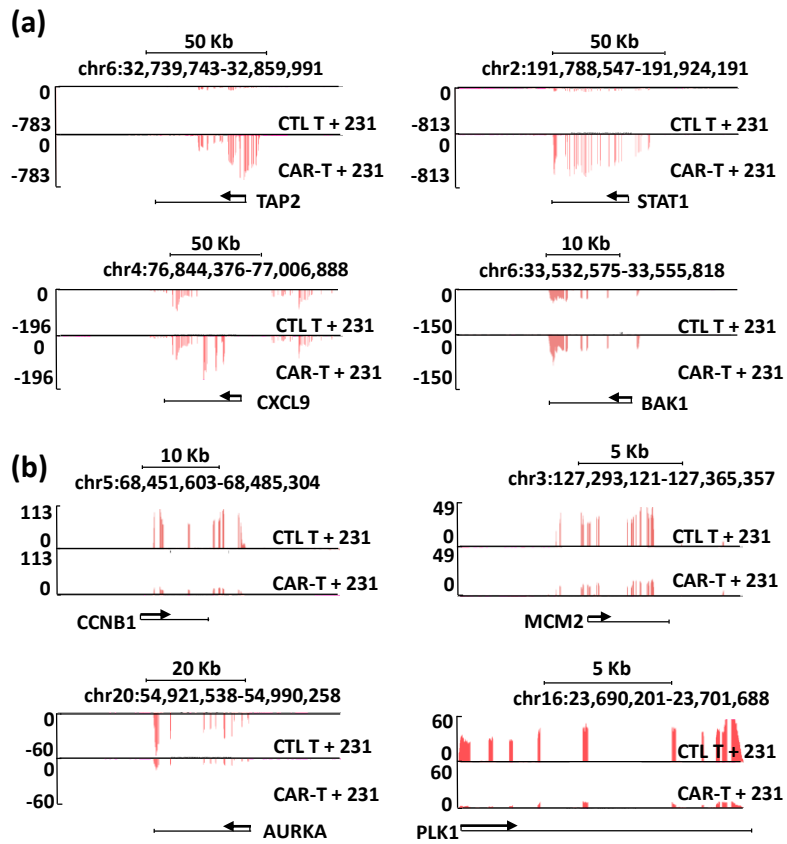 (a)
50 Kb
chr6:32,739,743-32,859,991
0
CTL T + 231
-783
0
CAR-T + 231
-783
TAP2
50 Kb
chr2:191,788,547-191,924,191
0
CTL T + 231
-813
0
CAR-T + 231
-813
STAT1
50 Kb
chr4:76,844,376-77,006,888
0
CTL T + 231
-196
0
CAR-T + 231
-196
CXCL9
10 Kb
chr6:33,532,575-33,555,818
0
CTL T + 231
-150
0
CAR-T + 231
-150
BAK1
(b)
10 Kb
chr5:68,451,603-68,485,304
113
CTL T + 231
0
113
CAR-T + 231
0
CCNB1
5 Kb
chr3:127,293,121-127,365,357
49
CTL T + 231
0
49
CAR-T + 231
0
MCM2
20 Kb
chr20:54,921,538-54,990,258
0
CTL T + 231
-60
0
CAR-T + 231
-60
AURKA
5 Kb
chr16:23,690,201-23,701,688
60
CTL T + 231
0
60
CAR-T + 231
0
PLK1